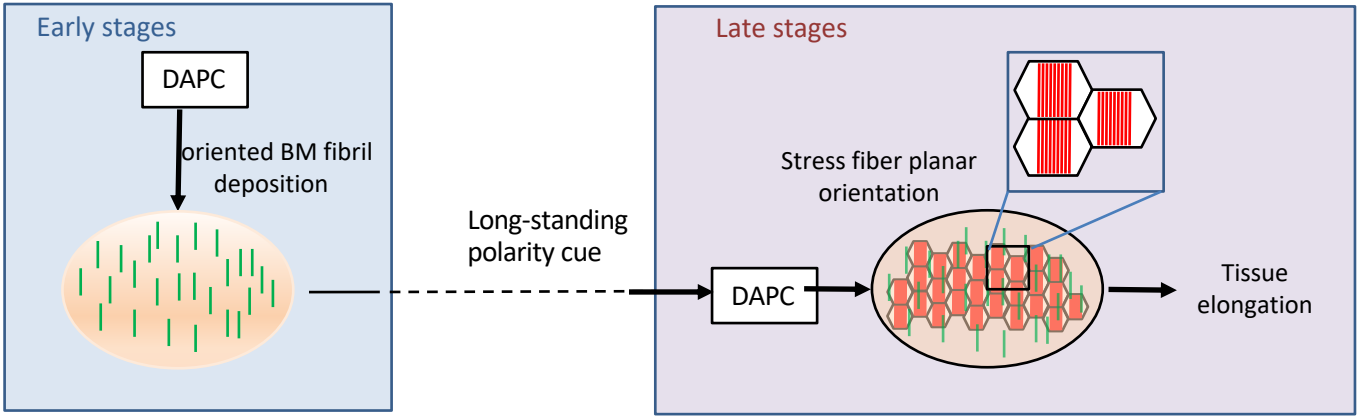 Early stages
DAPC
oriented BM fibril
deposition
Long-standing
polarity cue
Late stages
Stress fiber planar
orientation
DAPC
Tissue
elongation